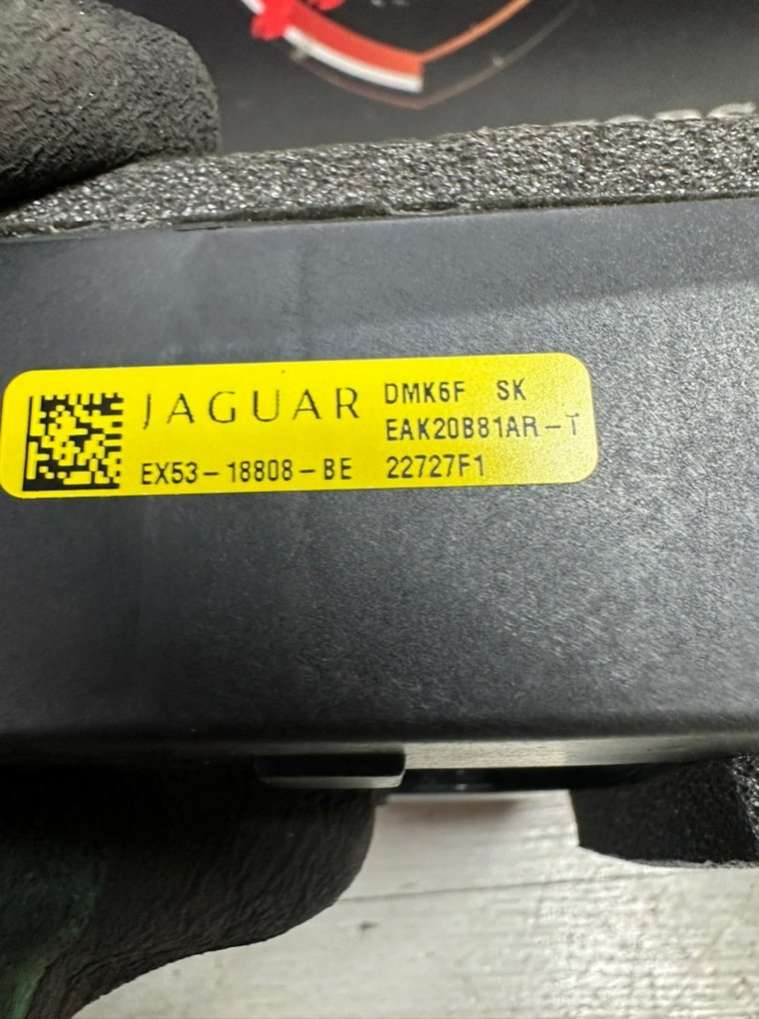 JAGUAR DMK6F SK
EAK20B81AR-T
EX53-18808-BE 22727F1